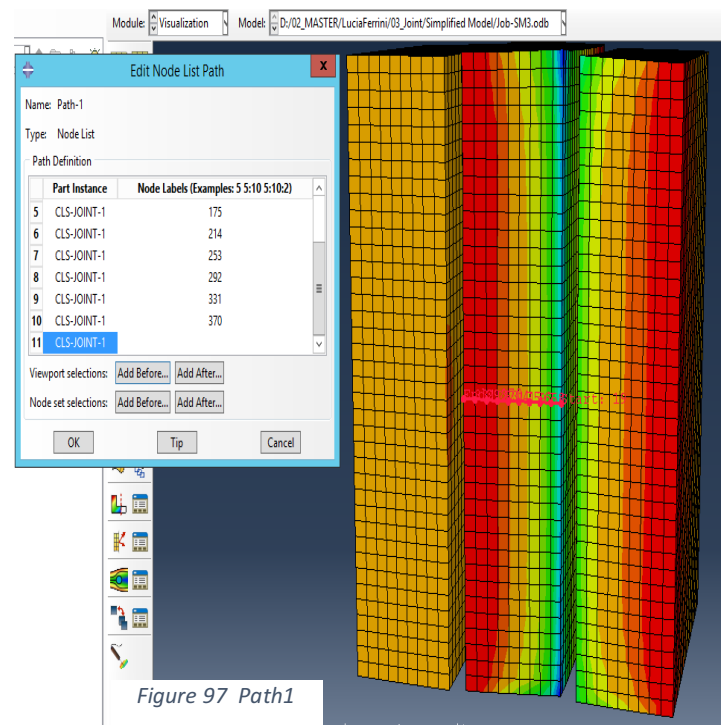 Module: Visualization Model: D:/02_MASTER/LuciaFerrini/03_Joint/Simplified Model/Job-SM3.odb
Edit Node List Path
X
Name: Path-1
Type: Node List
Path Definition
Part Instance Node Labels (Examples: 5 5:10 5:10:2)
5 CLS-JOINT-1 175
6 CLS-JOINT-1 214
7 CLS-JOINT-1 253
8 CLS-JOINT-1 292
9 CLS-JOINT-1 331
10 CLS-JOINT-1 370
11 CLS-JOINT-1
Viewport selections: Add Before... Add After...
Node set selections: Add Before... Add After...
OK Tip Cancel
Start:
Figure 97 Path1